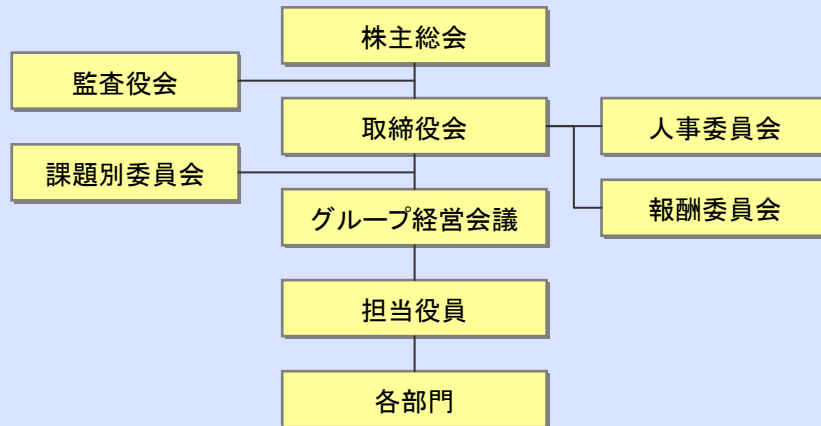 株主総会
監査役会
取締役会
人事委員会
課題別委員会
報酬委員会
グループ経営会議
担当役員
各部門